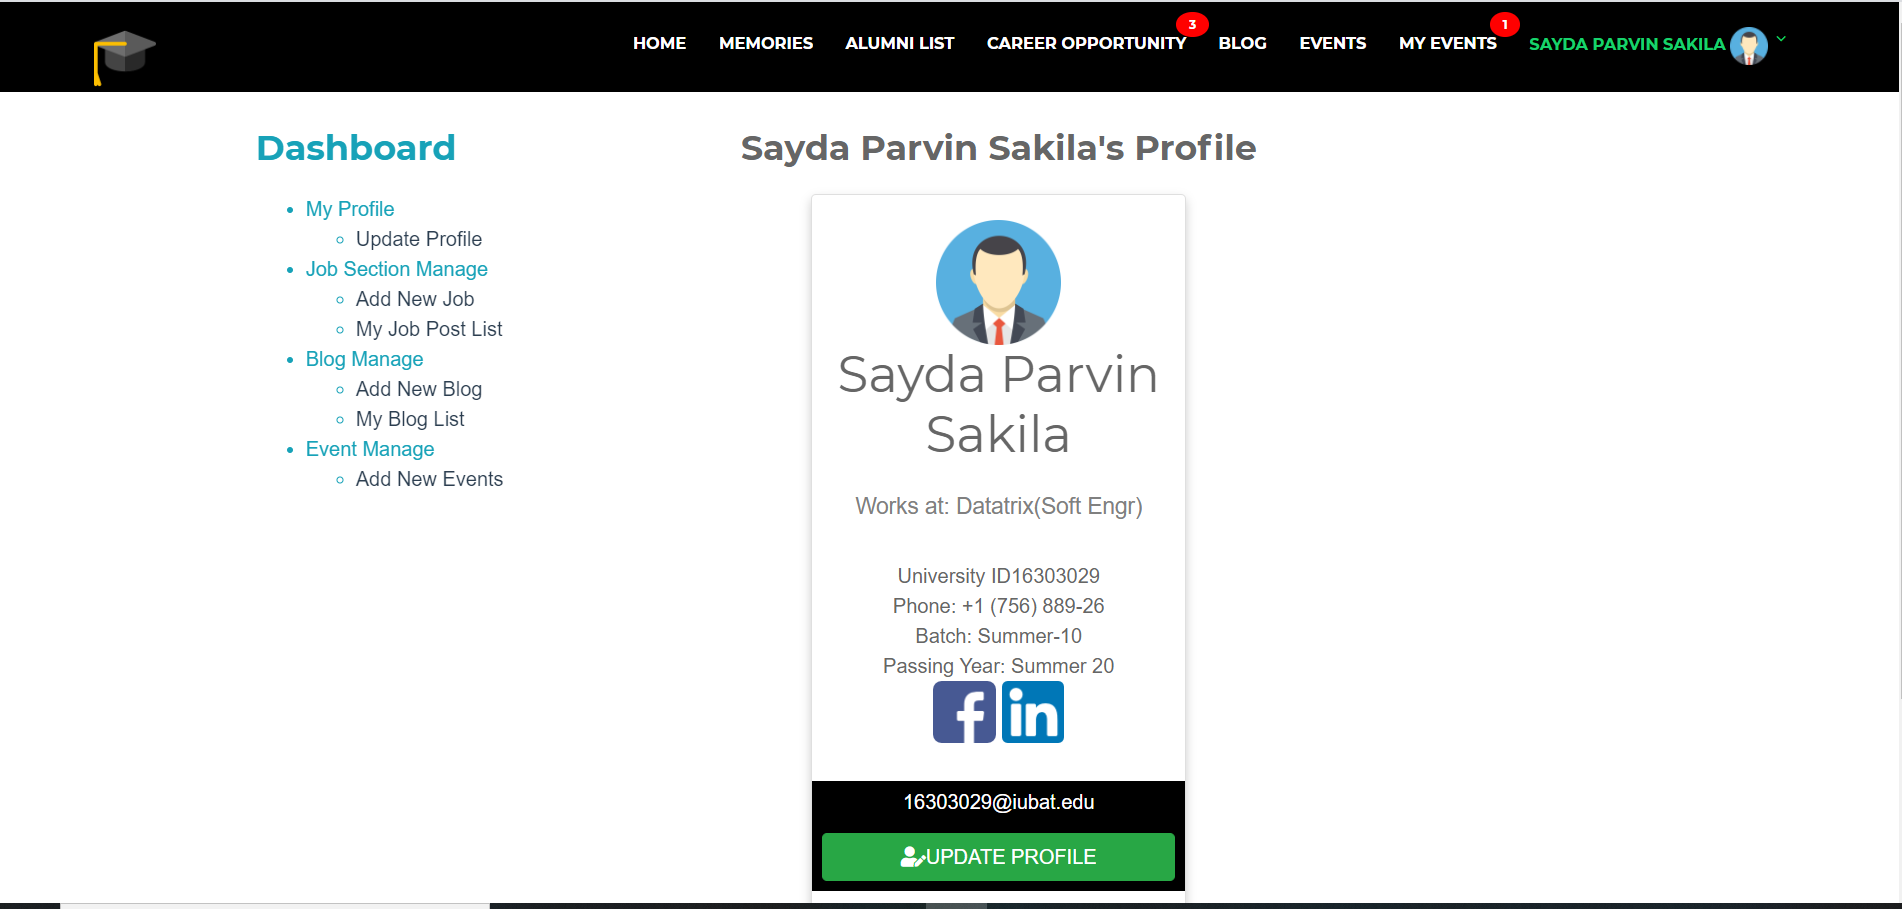 HOME MEMORIES ALUMNI LIST CAREER OPPORTUNITY 3 BLOG EVENTS MY EVENTS 1 SAYDA PARVIN SAKILA
Dashboard
My Profile
Update Profile
Job Section Manage
Add New Job
My Job Post List
Blog Manage
Add New Blog
My Blog List
Event Manage
Add New Events
Sayda Parvin Sakila's Profile
Sayda Parvin
Sakila
Works at: Datatrix(Soft Engr)
University ID16303029
Phone: +1 (756) 889-26
Batch: Summer-10
Passing Year: Summer 20
f in
16303029@iubat.edu
UPDATE PROFILE